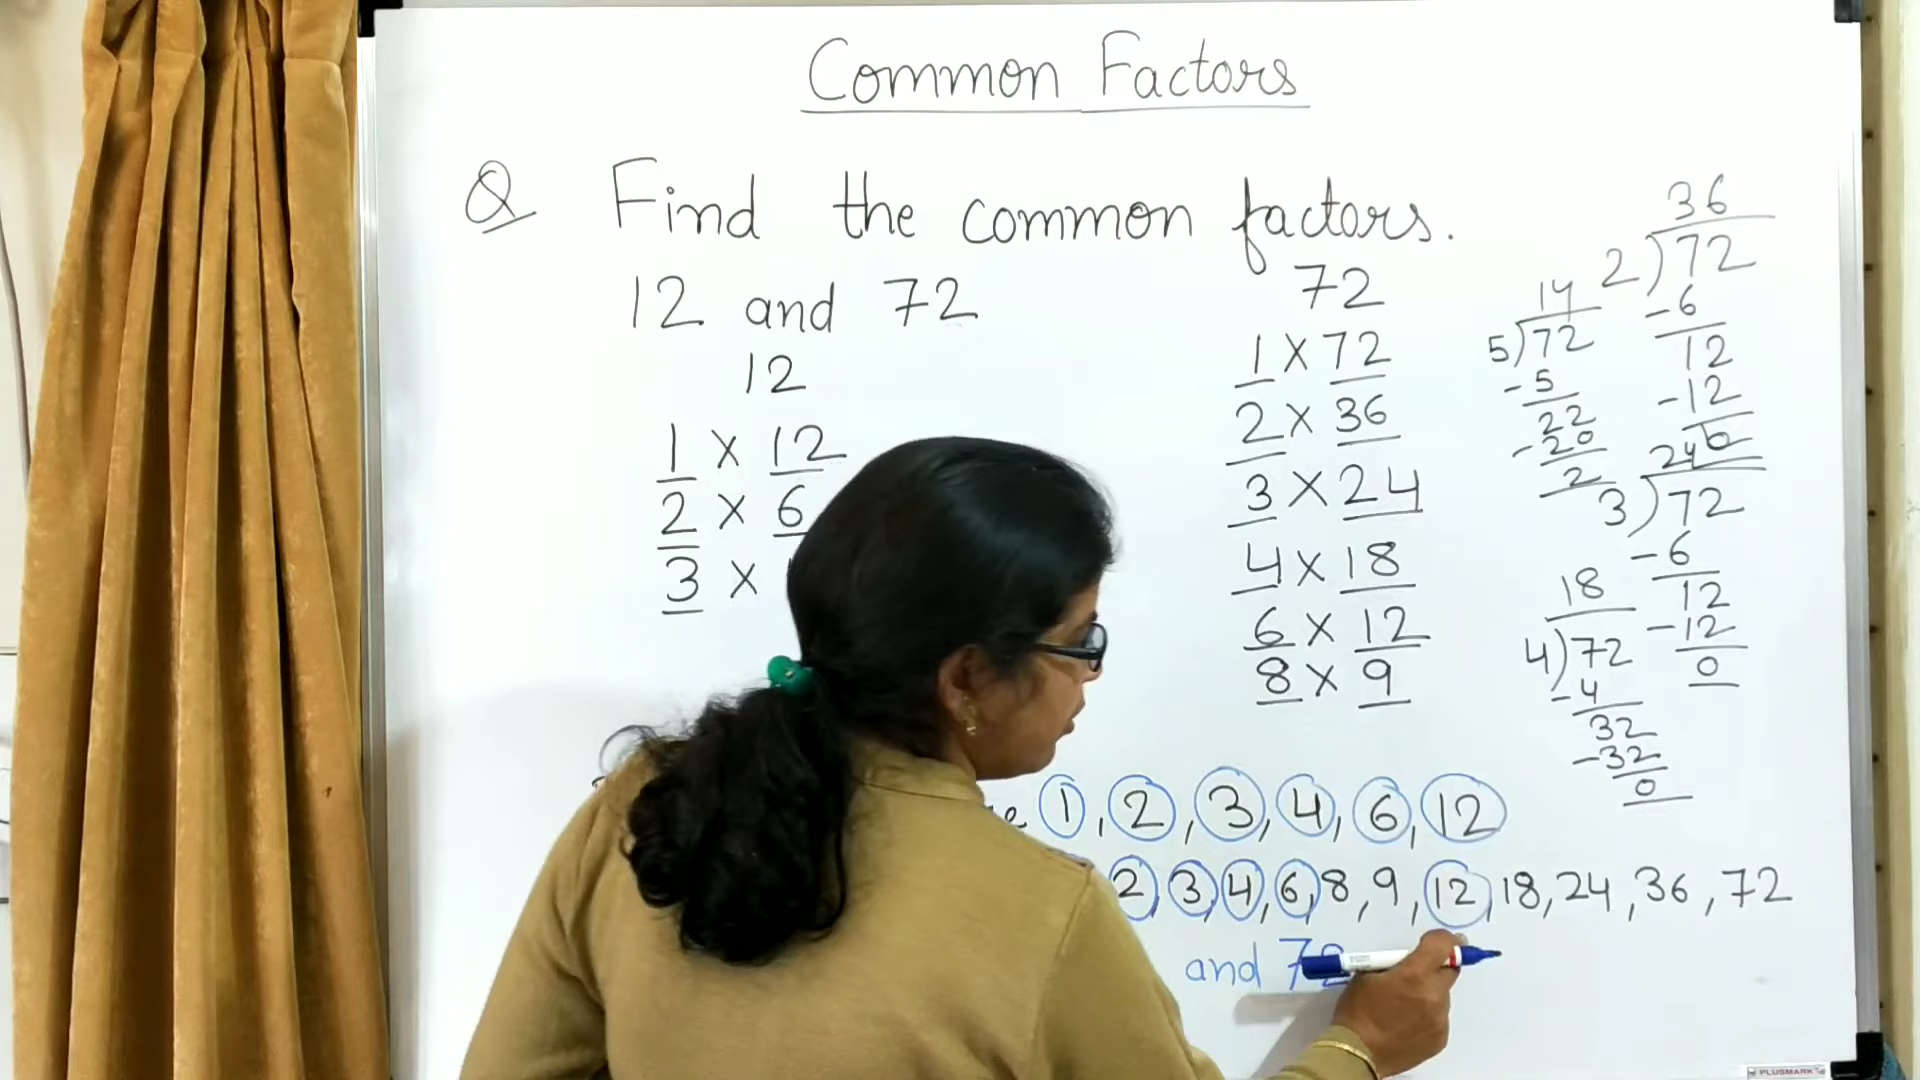 Common Factors
Q Find the common factors.
12 and 72
12
1 X 12
2 X 6
3 X
72
1 X 72
2 X 36
3 X 24
4 X 18
6 X 12
8 X 9
14
5)72
-5
22
-20
2
36
2)72
-6
12
-12
0
24
3)72
-6
12
-12
0
18
4)72
-4
32
-32
0
1, 2, 3, 4, 6, 12
2, 3, 4, 6, 8, 9, 12, 18, 24, 36, 72
and 72
PLUSMARK